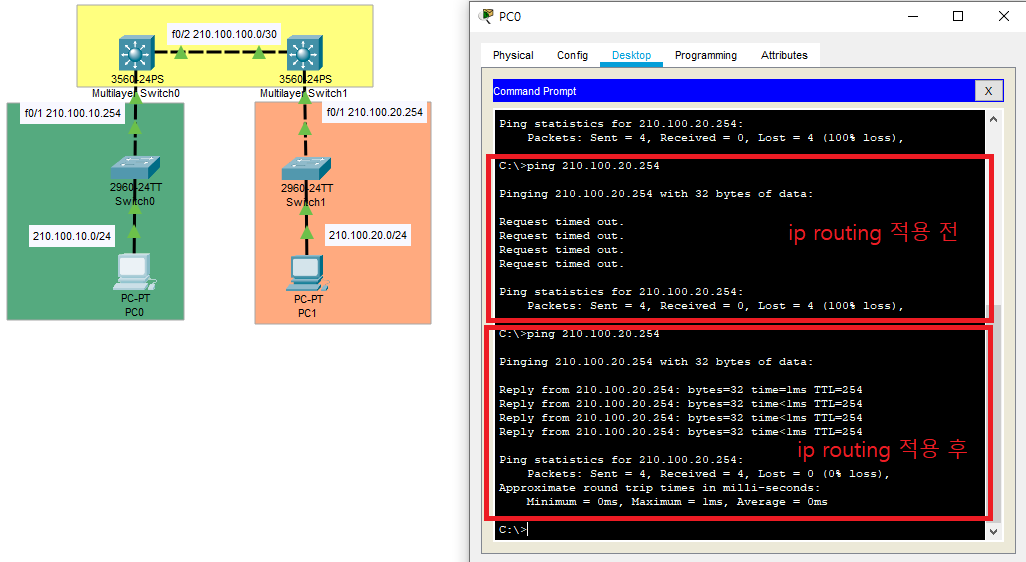 f0/2 210.100.100.0/30
3560-24PS
Multilayer Switch0
3560-24PS
Multilayer Switch1
f0/1 210.100.10.254
f0/1 210.100.20.254
2960-24TT
Switch0
2960-24TT
Switch1
210.100.10.0/24
210.100.20.0/24
PC-PT
PC0
PC-PT
PC1
PC0
Physical Config Desktop Programming Attributes
Command Prompt
X
Ping statistics for 210.100.20.254:
Packets: Sent = 4, Received = 0, Lost = 4 (100% loss),
C:\>ping 210.100.20.254
Pinging 210.100.20.254 with 32 bytes of data:
Request timed out.
Request timed out.
Request timed out.
Request timed out.
ip routing 적용 전
Ping statistics for 210.100.20.254:
Packets: Sent = 4, Received = 0, Lost = 4 (100% loss),
C:\>ping 210.100.20.254
Pinging 210.100.20.254 with 32 bytes of data:
Reply from 210.100.20.254: bytes=32 time=1ms TTL=254
Reply from 210.100.20.254: bytes=32 time<1ms TTL=254
Reply from 210.100.20.254: bytes=32 time<1ms TTL=254
Reply from 210.100.20.254: bytes=32 time<1ms TTL=254
ip routing 적용 후
Ping statistics for 210.100.20.254:
Packets: Sent = 4, Received = 4, Lost = 0 (0% loss),
Approximate round trip times in milli-seconds:
Minimum = 0ms, Maximum = 1ms, Average = 0ms
C:\>